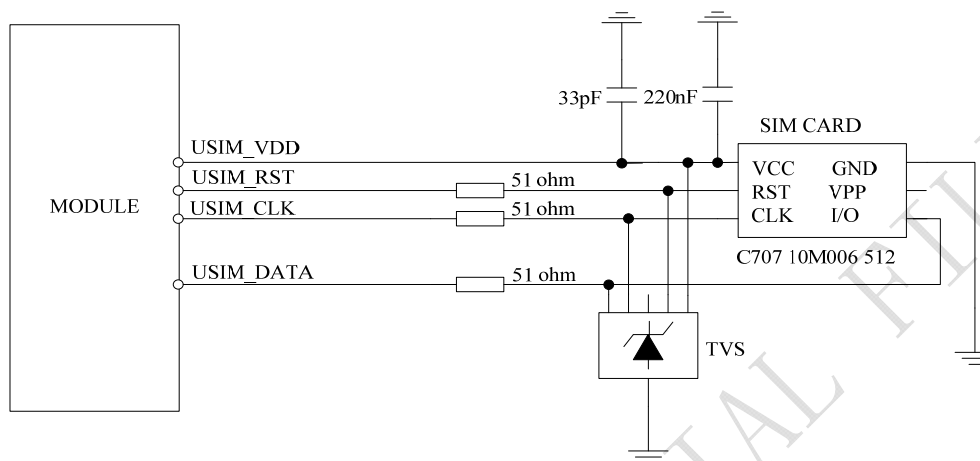 33pF 220nF
SIM CARD
USIM_VDD
VCC GND
USIM_RST 51 ohm
RST VPP
MODULE
USIM_CLK 51 ohm
CLK I/O
C707 10M006 512
USIM_DATA 51 ohm
TVS